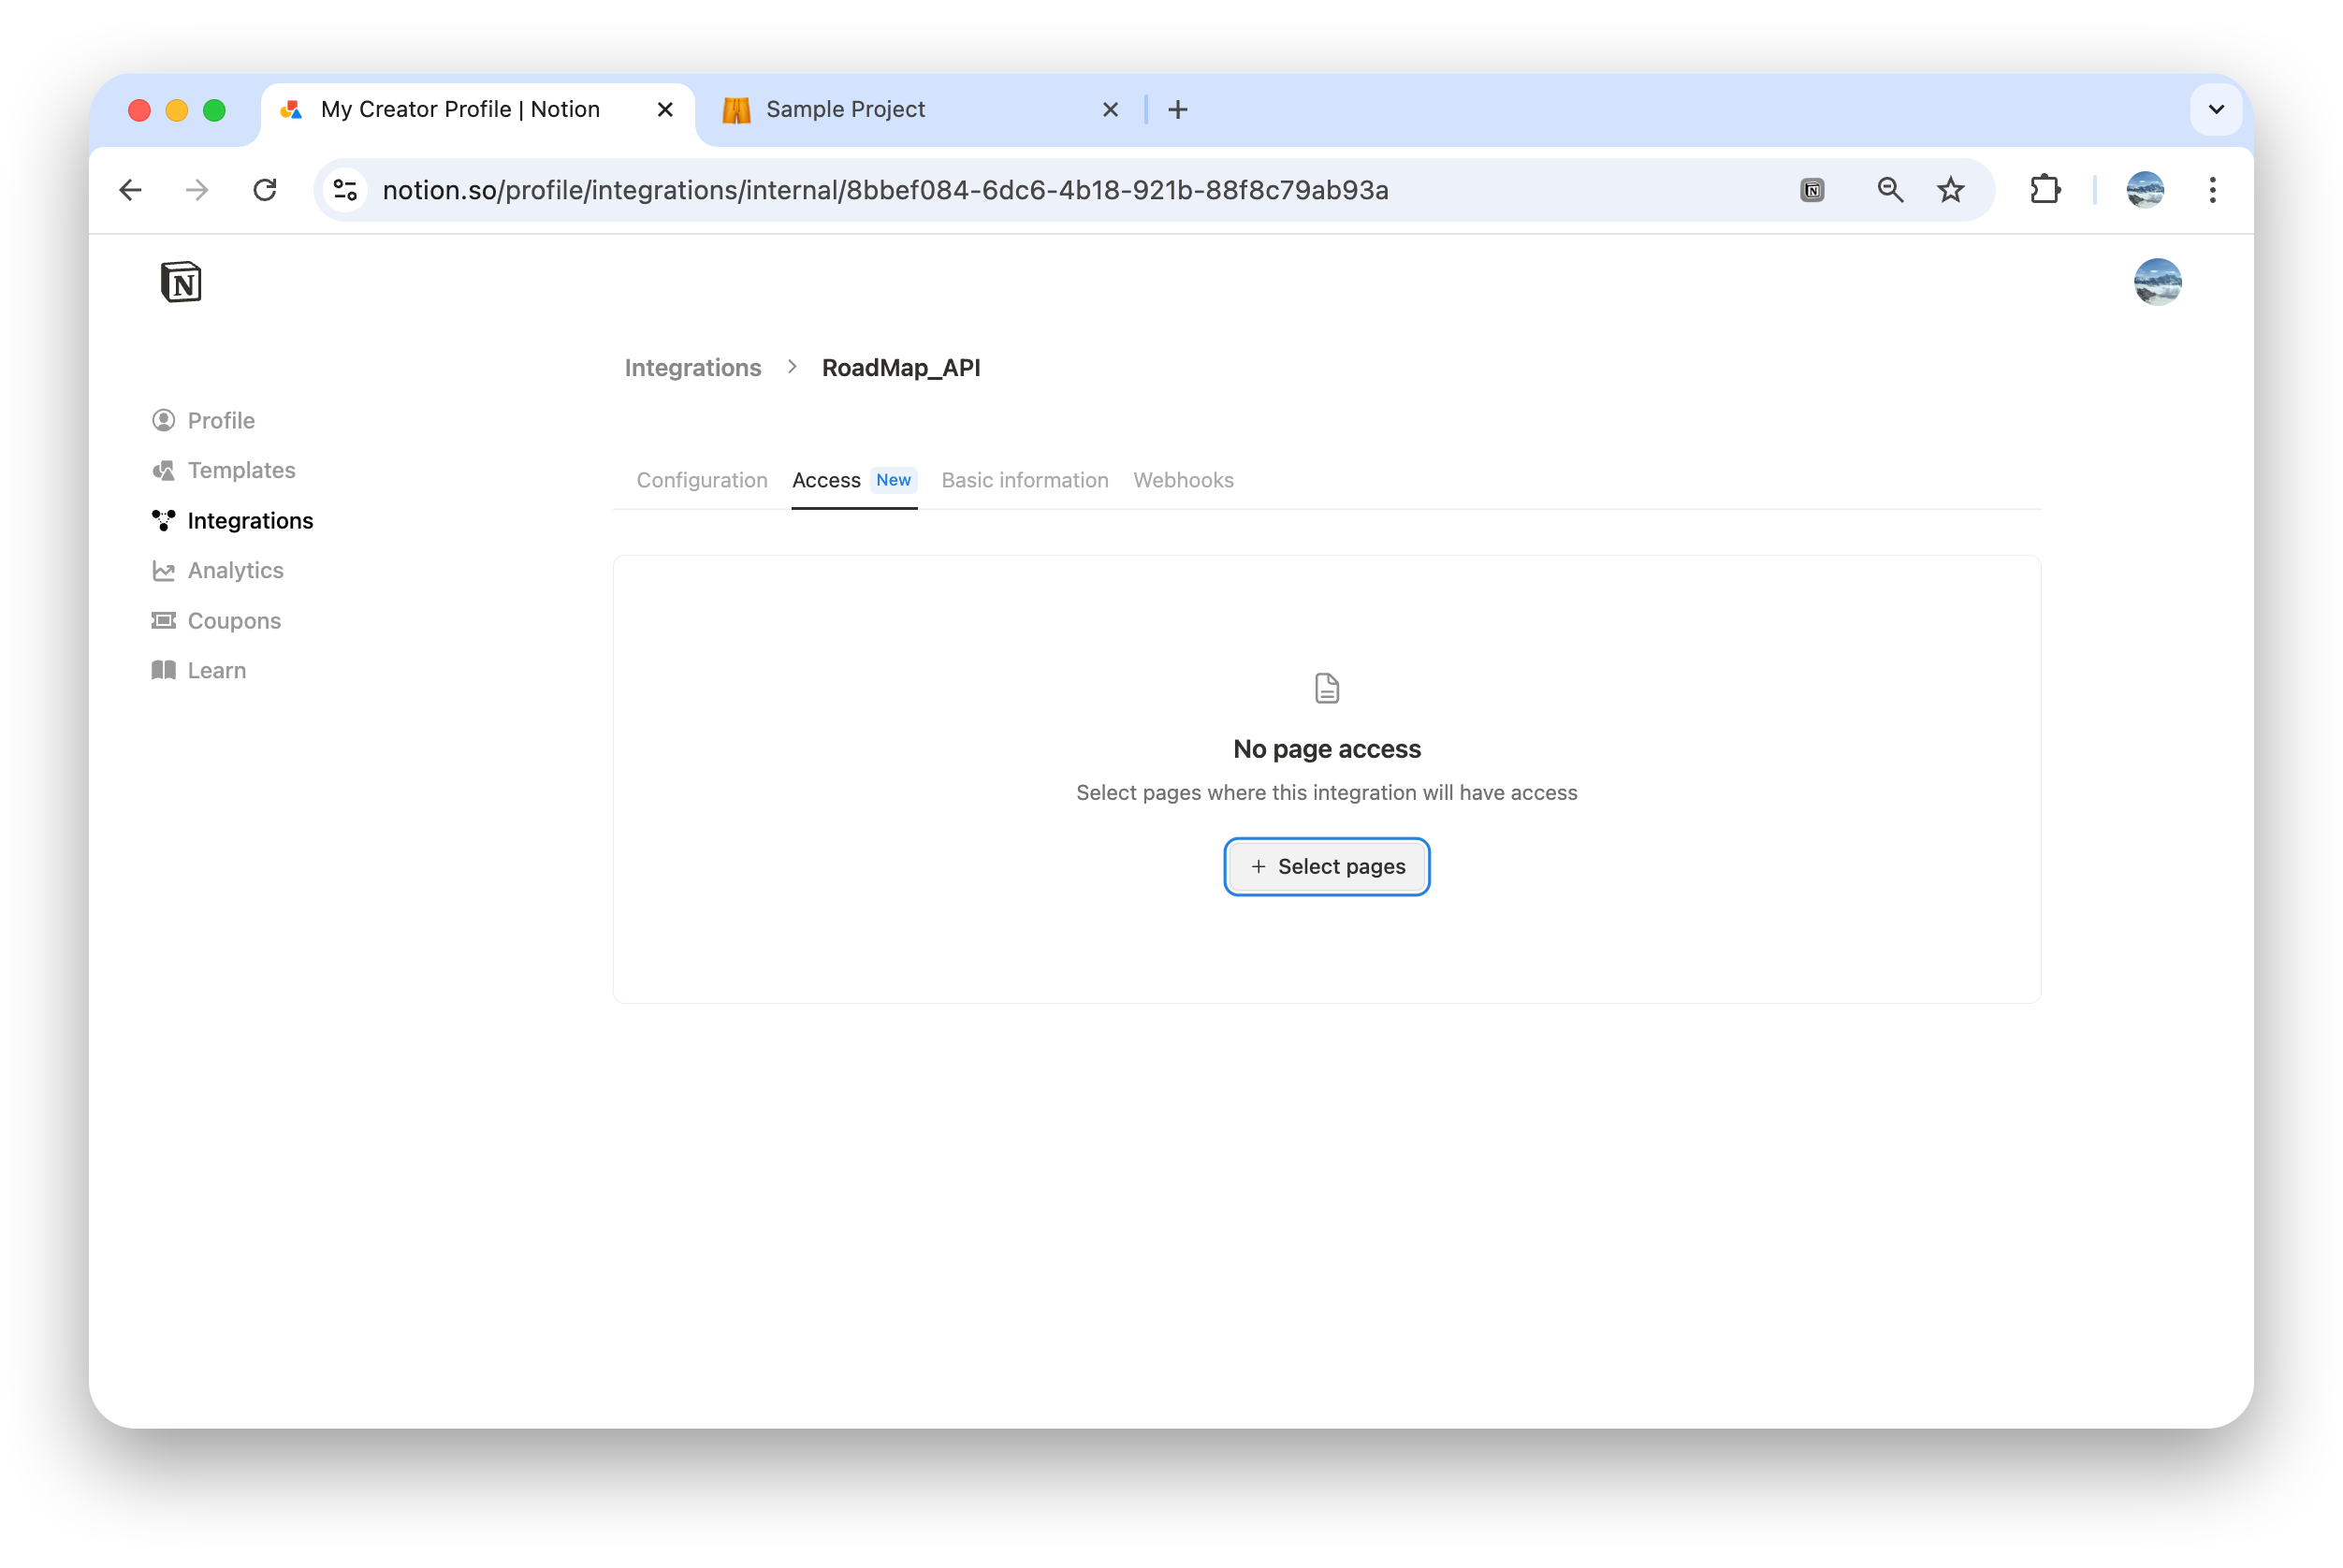 My Creator Profile | Notion
Sample Project
notion.so/profile/integrations/internal/8bbef084-6dc6-4b18-921b-88f8c79ab93a
Integrations > RoadMap_API
Profile
Templates
Integrations
Analytics
Coupons
Learn
Configuration Access New Basic information Webhooks
No page access
Select pages where this integration will have access
+ Select pages